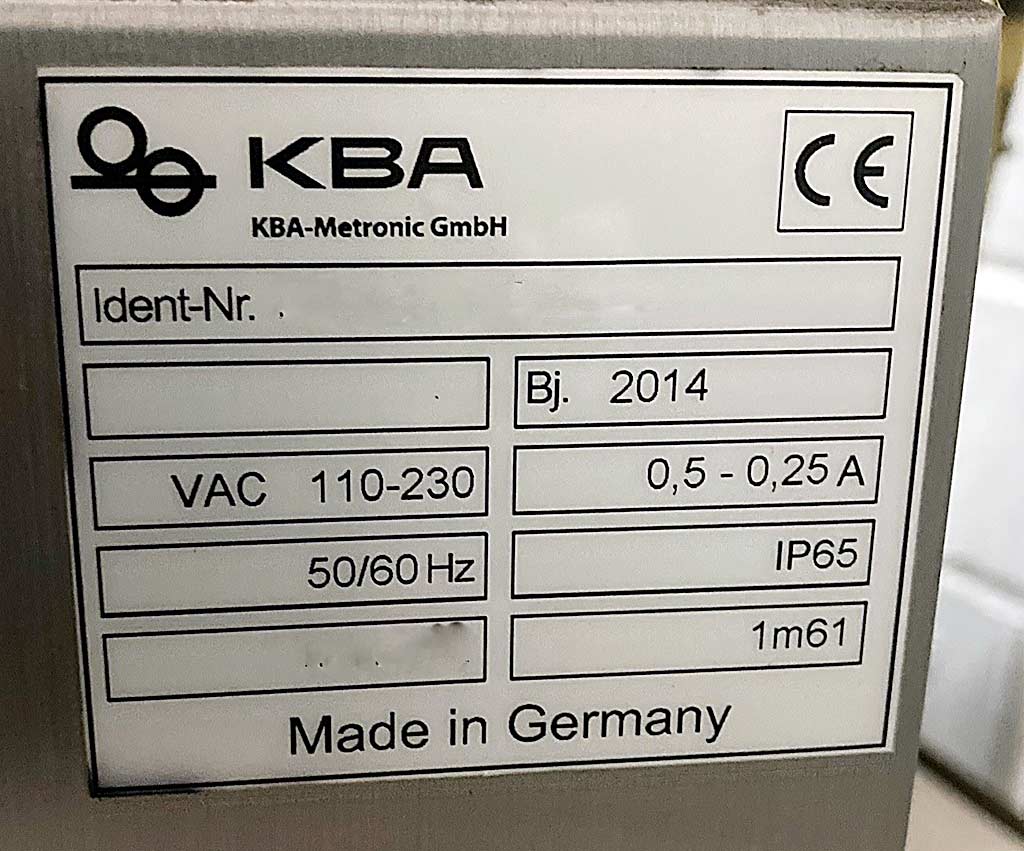 KBA
CE
KBA-Metronic GmbH
Ident-Nr.
Bj. 2014
VAC 110-230
0,5 - 0,25 A
50/60 Hz
IP65
1m61
Made in Germany